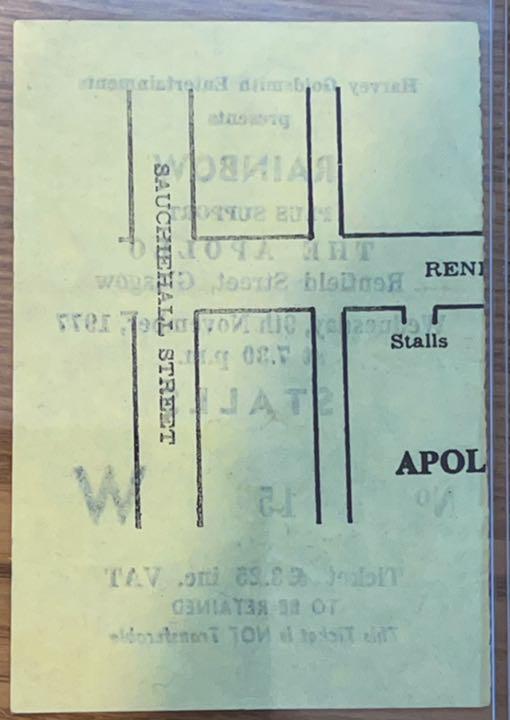 SAUCHIEHALL STREET
RENF
Stalls
APOL
Harvey Goldsmith Entertainments
presents
RAINBOW
PLUS SUPPORT
THE APOLLO
Renfield Street, Glasgow
Wednesday, 9th November, 1977
at 7.30 p.m.
STALLS
Nº 15 W
Ticket £3.25 inc. VAT
TO BE RETAINED
This Ticket is NOT Transferable